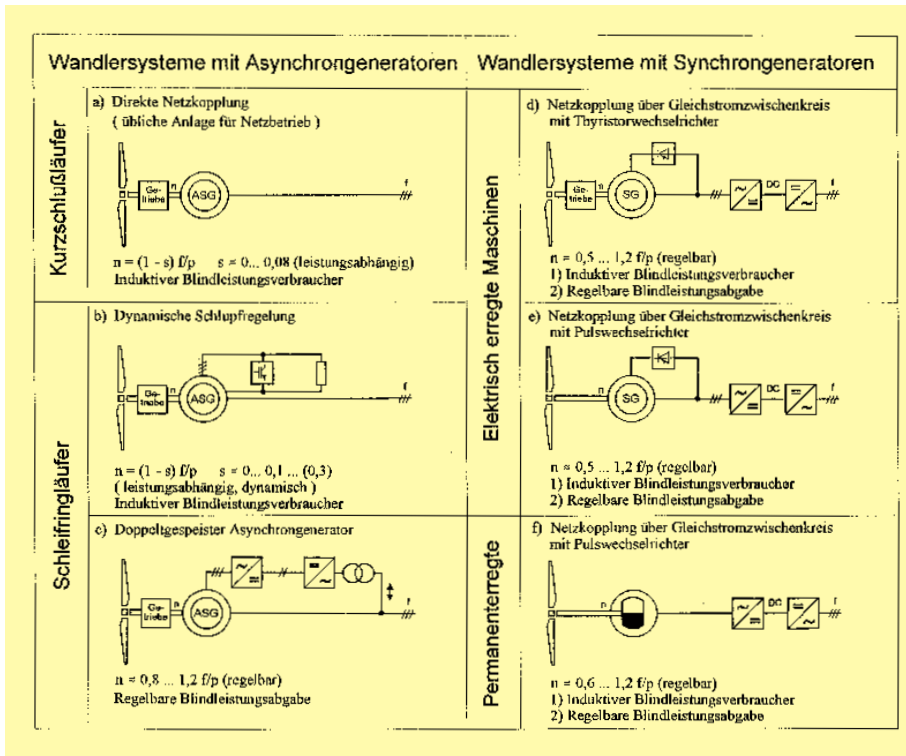 Wandlersysteme mit Asynchrongeneratoren
Wandlersysteme mit Synchrongeneratoren
Kurzschlußläufer
a) Direkte Netzkopplung
( übliche Anlage für Netzbetrieb )
Ge-
triebe
n
ASG
f
n = (1 - s) f/p s = 0... 0,08 (leistungsabhängig)
Induktiver Blindleistungsverbraucher
Schleifringläufer
b) Dynamische Schlupfregelung
Ge-
triebe
n
ASG
f
n = (1 - s) f/p s = 0... 0,1 ... (0,3)
( leistungsabhängig, dynamisch )
Induktiver Blindleistungsverbraucher
c) Doppeltgespeister Asynchrongenerator
Ge-
triebe
n
ASG
f
n = 0,8 ... 1,2 f/p (regelbar)
Regelbare Blindleistungsabgabe
Elektrisch erregte Maschinen
d) Netzkopplung über Gleichstromzwischenkreis
mit Thyristorwechselrichter
Ge-
triebe
n
SG
DC
f
n = 0,5 ... 1,2 f/p (regelbar)
1) Induktiver Blindleistungsverbraucher
2) Regelbare Blindleistungsabgabe
e) Netzkopplung über Gleichstromzwischenkreis
mit Pulswechselrichter
n
SG
DC
f
n = 0,5 ... 1,2 f/p (regelbar)
1) Induktiver Blindleistungsverbraucher
2) Regelbare Blindleistungsabgabe
Permanenterregte
f) Netzkopplung über Gleichstromzwischenkreis
mit Pulswechselrichter
n
DC
f
n = 0,6 ... 1,2 f/p (regelbar)
1) Induktiver Blindleistungsverbraucher
2) Regelbare Blindleistungsabgabe